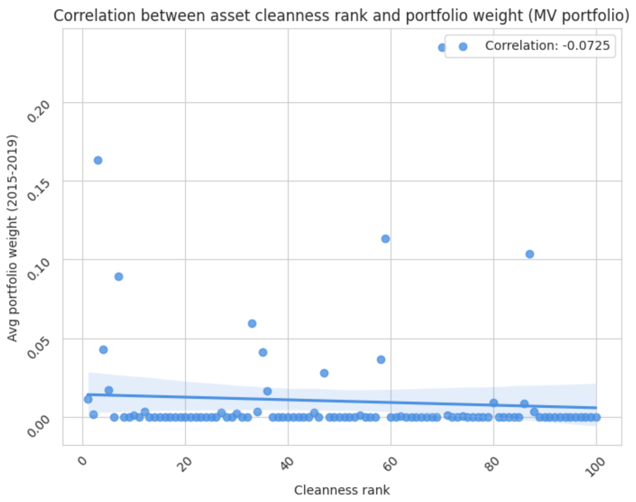 Correlation between asset cleanness rank and portfolio weight (MV portfolio)
Correlation: -0.0725
Avg portfolio weight (2015-2019)
0.20
0.15
0.10
0.05
0.00
0
20
40
60
80
100
Cleanness rank